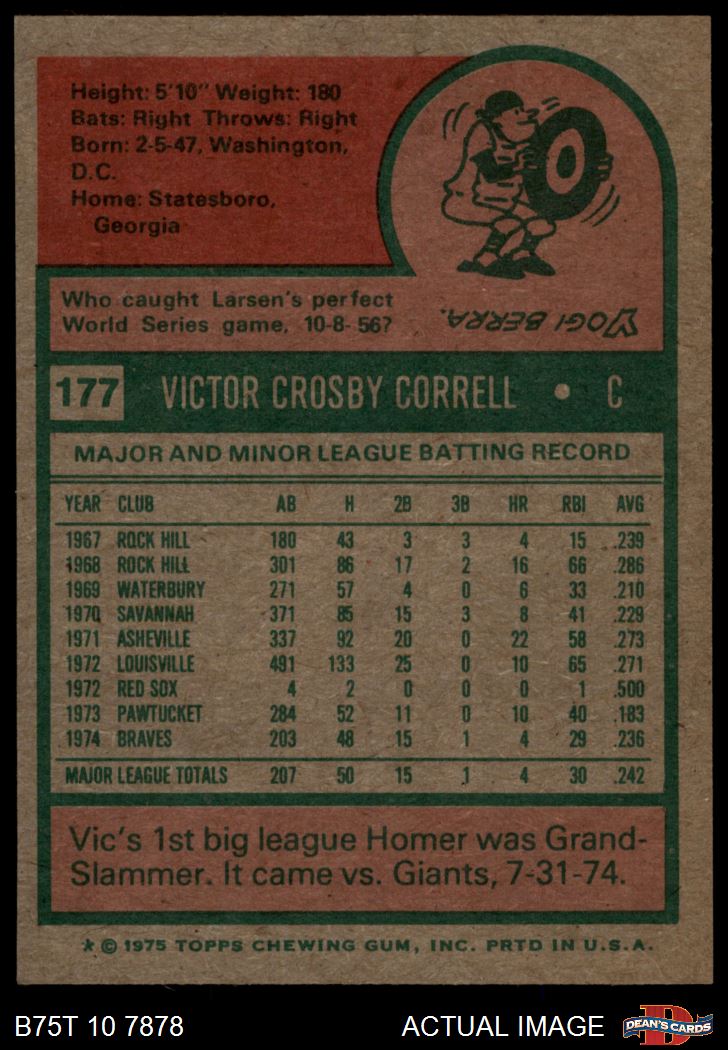 Height: 5'10" Weight: 180
Bats: Right Throws: Right
Born: 2-5-47, Washington,
D.C.
Home: Statesboro,
Georgia
Who caught Larsen's perfect
World Series game, 10-8-56?
YOGI BERRA.
177 VICTOR CROSBY CORRELL • C
MAJOR AND MINOR LEAGUE BATTING RECORD
YEAR CLUB AB H 2B 3B HR RBI AVG
1967 ROCK HILL 180 43 3 3 4 15 .239
1968 ROCK HILL 301 86 17 2 16 66 .286
1969 WATERBURY 271 57 4 0 6 33 .210
1970 SAVANNAH 371 85 15 3 8 41 .229
1971 ASHEVILLE 337 92 20 0 22 58 .273
1972 LOUISVILLE 491 133 25 0 10 65 .271
1972 RED SOX 4 2 0 0 0 1 .500
1973 PAWTUCKET 284 52 11 0 10 40 .183
1974 BRAVES 203 48 15 1 4 29 .236
MAJOR LEAGUE TOTALS 207 50 15 1 4 30 .242
Vic's 1st big league Homer was Grand-
Slammer. It came vs. Giants, 7-31-74.
* © 1975 TOPPS CHEWING GUM, INC. PRTD IN U.S.A.
B75T 10 7878 ACTUAL IMAGE D DEAN'S CARDS